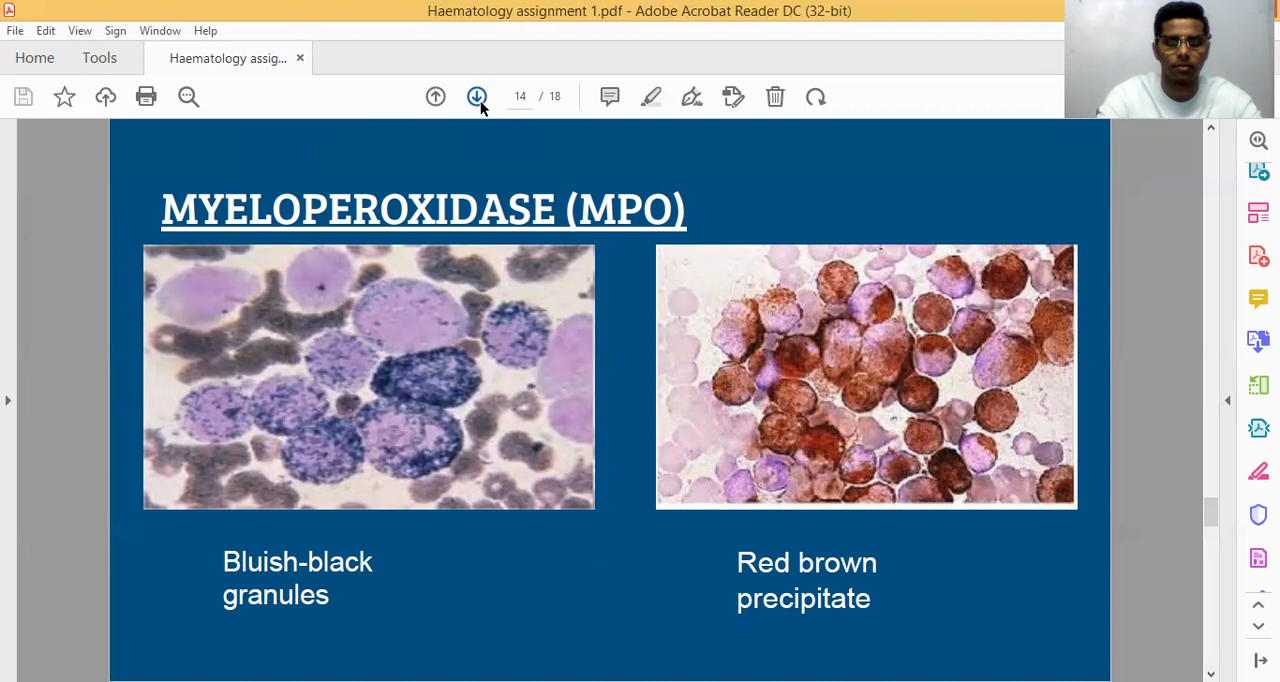 Haematology assignment 1.pdf - Adobe Acrobat Reader DC (32-bit)
File Edit View Sign Window Help
Home Tools Haematology assig... ×
14 / 18
MYELOPEROXIDASE (MPO)
Bluish-black
granules
Red brown
precipitate